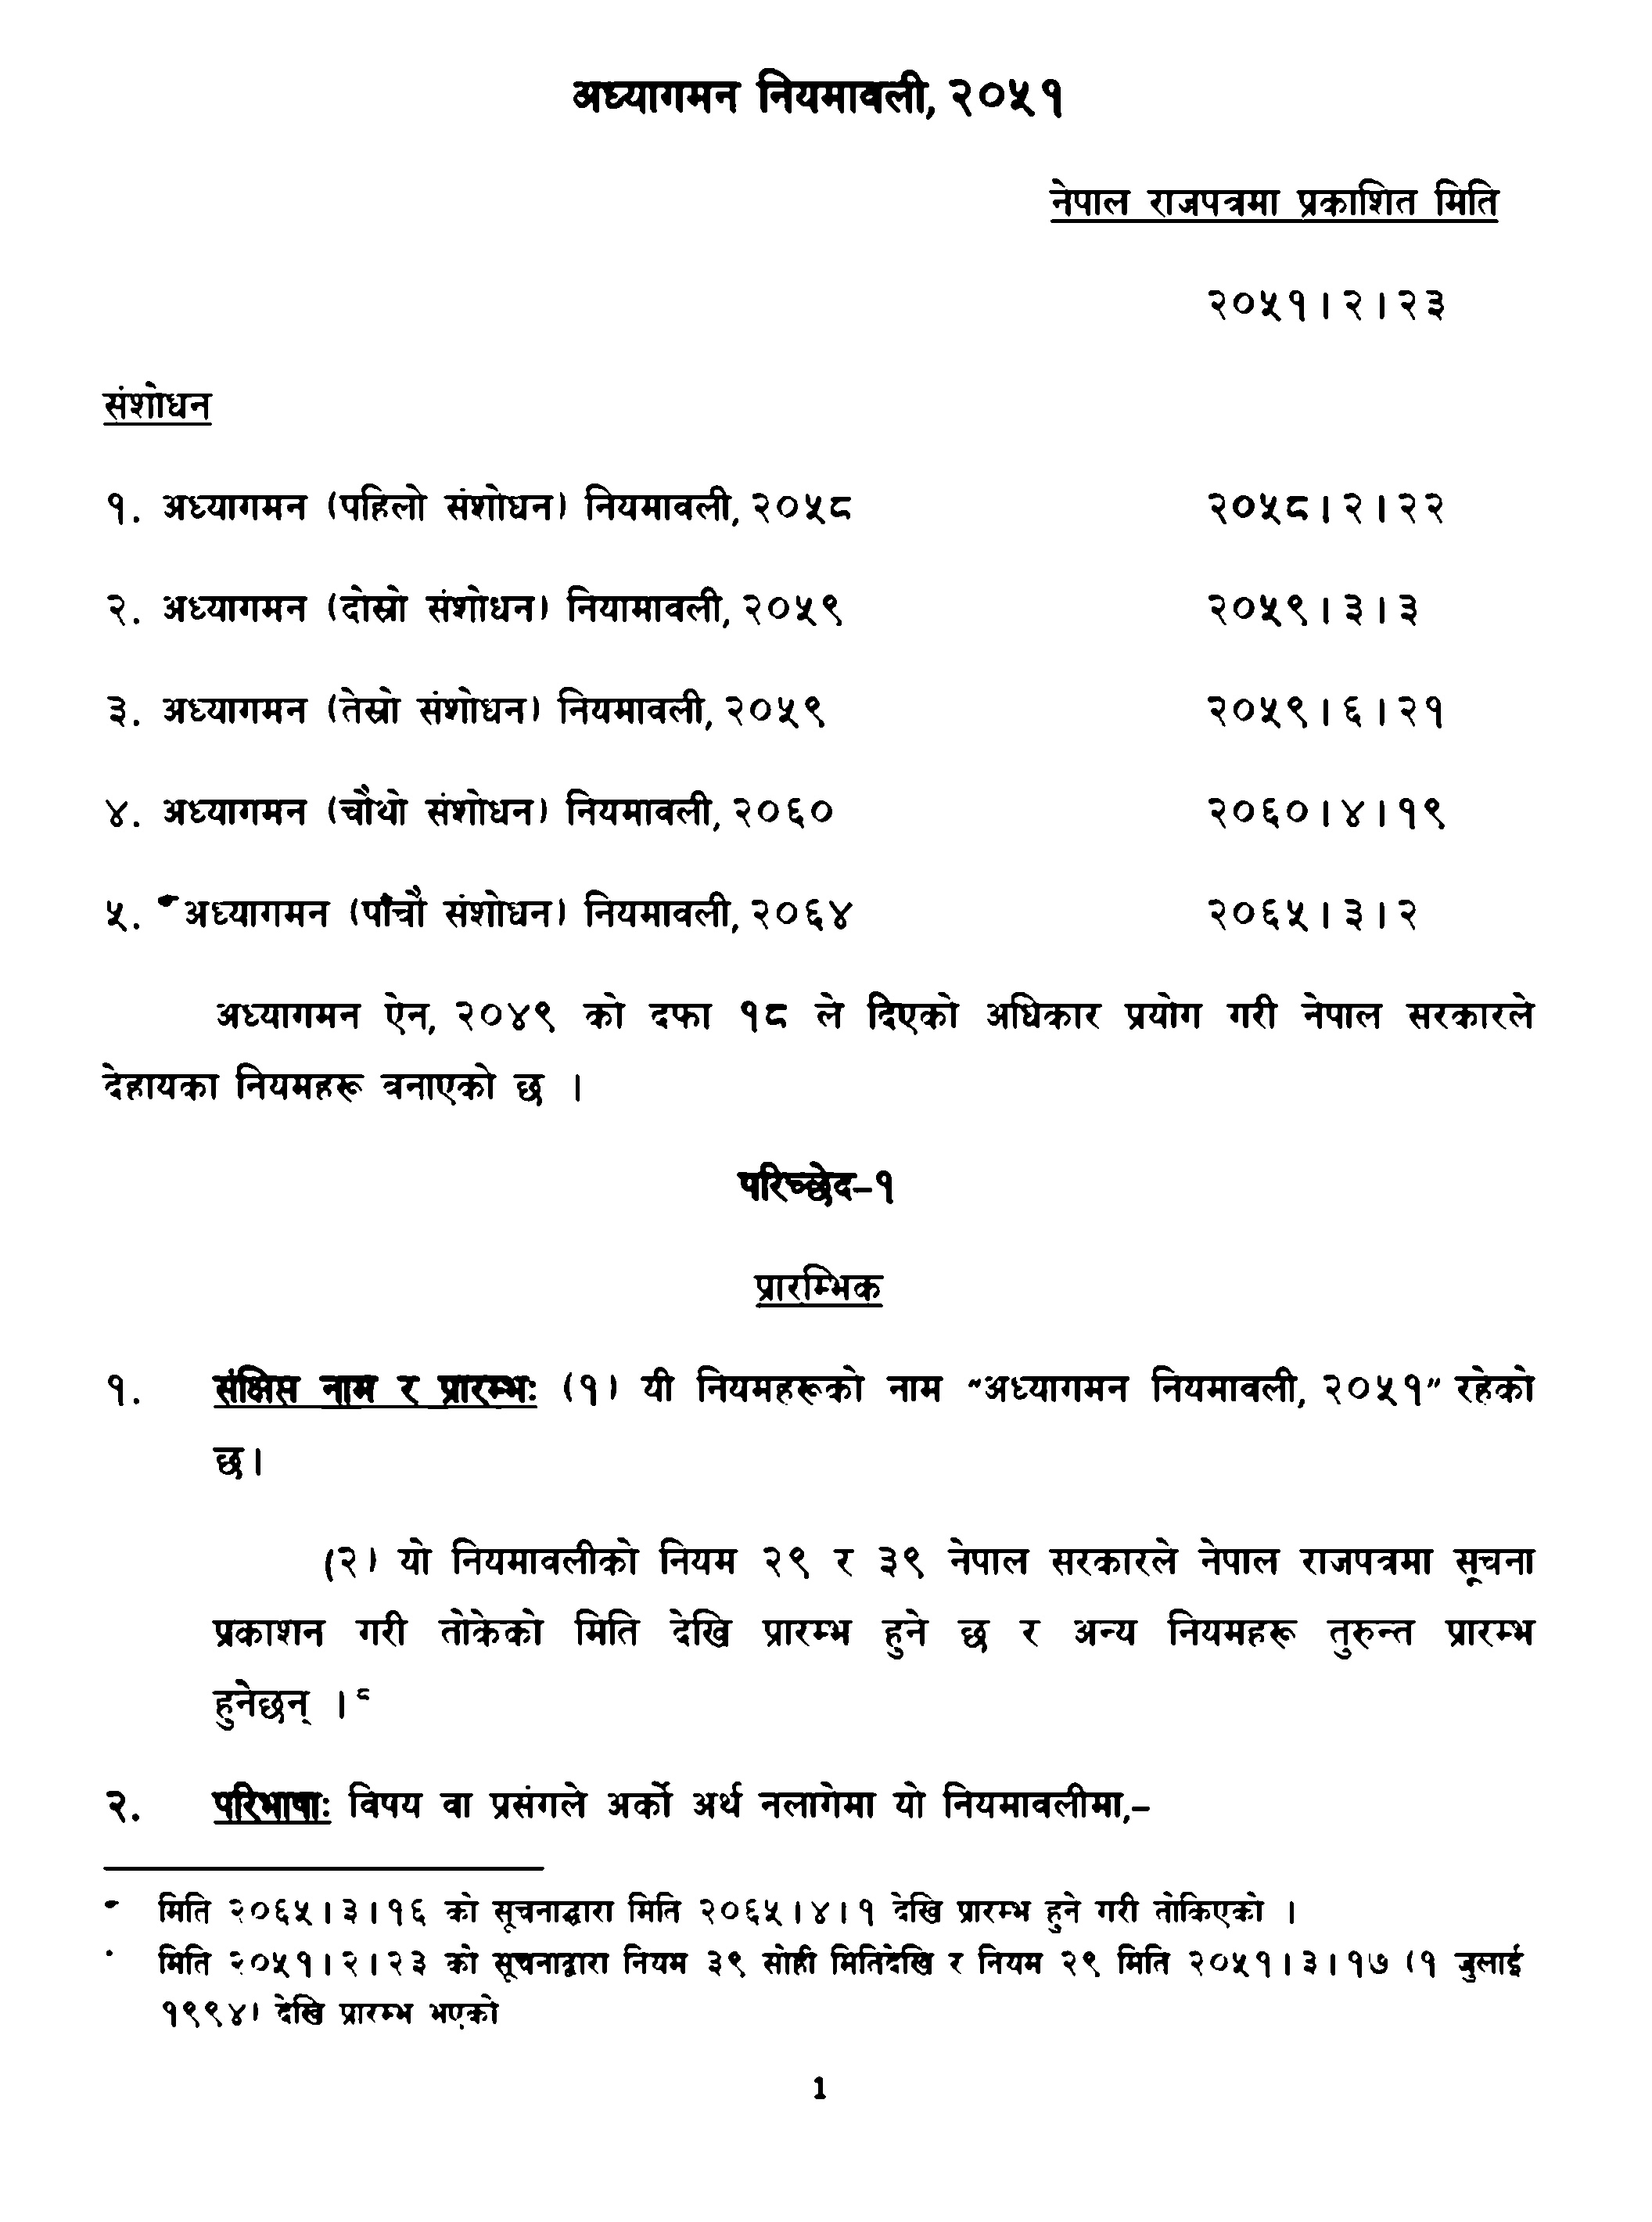 अध्यागमन नियमावली, २०५१
नेपाल राजपत्रमा प्रकाशित मिति
२०५१।२।२३
संशोधन
१. अध्यागमन (पहिलो संशोधन) नियमावली, २०५८ २०५८।२।२२
२. अध्यागमन (दोस्रो संशोधन) नियामावली, २०५९ २०५९।३।३
३. अध्यागमन (तेस्रो संशोधन) नियमावली, २०५९ २०५९।६।२१
४. अध्यागमन (चौथो संशोधन) नियमावली, २०६० २०६०।४।१९
५. अध्यागमन (पाँचौ संशोधन) नियमावली, २०६४ २०६५।३।२
अध्यागमन ऐन, २०४९ को दफा १८ ले दिएको अधिकार प्रयोग गरी नेपाल सरकारले
देहायका नियमहरू बनाएको छ ।
परिच्छेद–१
प्रारम्भिक
१. संक्षिप्त नाम र प्रारम्भः (१) यी नियमहरूको नाम "अध्यागमन नियमावली, २०५१" रहेको
छ।
(२) यो नियमावलीको नियम २९ र ३९ नेपाल सरकारले नेपाल राजपत्रमा सूचना
प्रकाशन गरी तोकेको मिति देखि प्रारम्भ हुने छ र अन्य नियमहरू तुरुन्त प्रारम्भ
हुनेछन् ।
२. परिभाषाः विषय वा प्रसंगले अर्को अर्थ नलागेमा यो नियमावलीमा,–
मिति २०६५।३।१६ को सूचनाद्धारा मिति २०६५।४।१ देखि प्रारम्भ हुने गरी तोकिएको ।
मिति २०५१।२।२३ को सूचनाद्वारा नियम ३९ सोही मितिदेखि र नियम २९ मिति २०५१।३।१७ (१ जुलाई
१९९४) देखि प्रारम्भ भएको
1